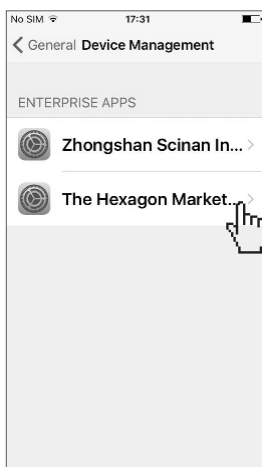 No SIM 17:31
General Device Management
ENTERPRISE APPS
Zhongshan Scinan In...
The Hexagon Market...